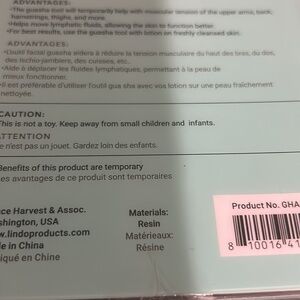 ADVANTAGES:
•The guasha tool will temporarily help with muscular tension of the upper arms, back,
hamstrings, thighs, and more.
•Helps move lymphatic fluids, allowing the skin to function better.
•For best results, use the guasha tool with lotion on freshly cleansed skin.
ADVANTAGES:
•Outil facial guasha aidera à réduire la tension musculaire du haut des bras, du dos,
des ischio-jambiers, des cuisses, etc.
•Aide à déplacer les fluides lymphatiques, permettant à la peau de
mieux fonctionner.
Il est préférable d'utiliser l'outil gua sha avec vos lotion sur une peau fraîchement
nettoyée.
CAUTION:
This is not a toy. Keep away from small children and infants.
ATTENTION
Ce n'est pas un jouet. Gardez loin des enfants.
Benefits of this product are temporary
Les avantages de ce produit sont temporaires
ce Harvest & Assoc.
shington, USA
w.lindoproducts.com
de in China
iqué en Chine
Materials:
Resin
Matériaux:
Résine
Product No. GHA
8 10016 41